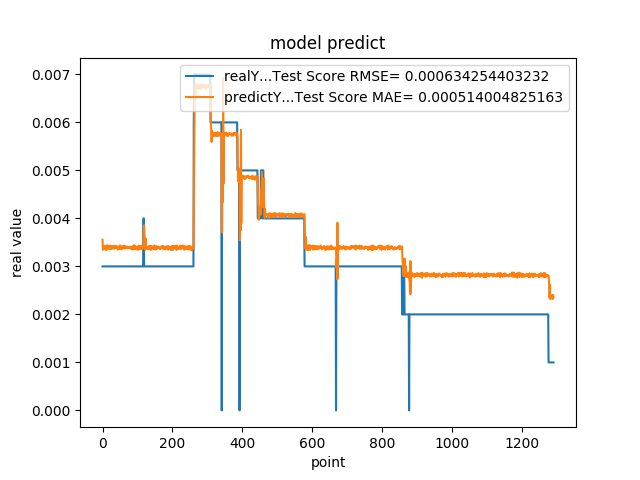 model predict
realY...Test Score RMSE= 0.000634254403232
predictY...Test Score MAE= 0.000514004825163
0.007
0.006
0.005
0.004
0.003
0.002
0.001
0.000
real value
0 200 400 600 800 1000 1200
point